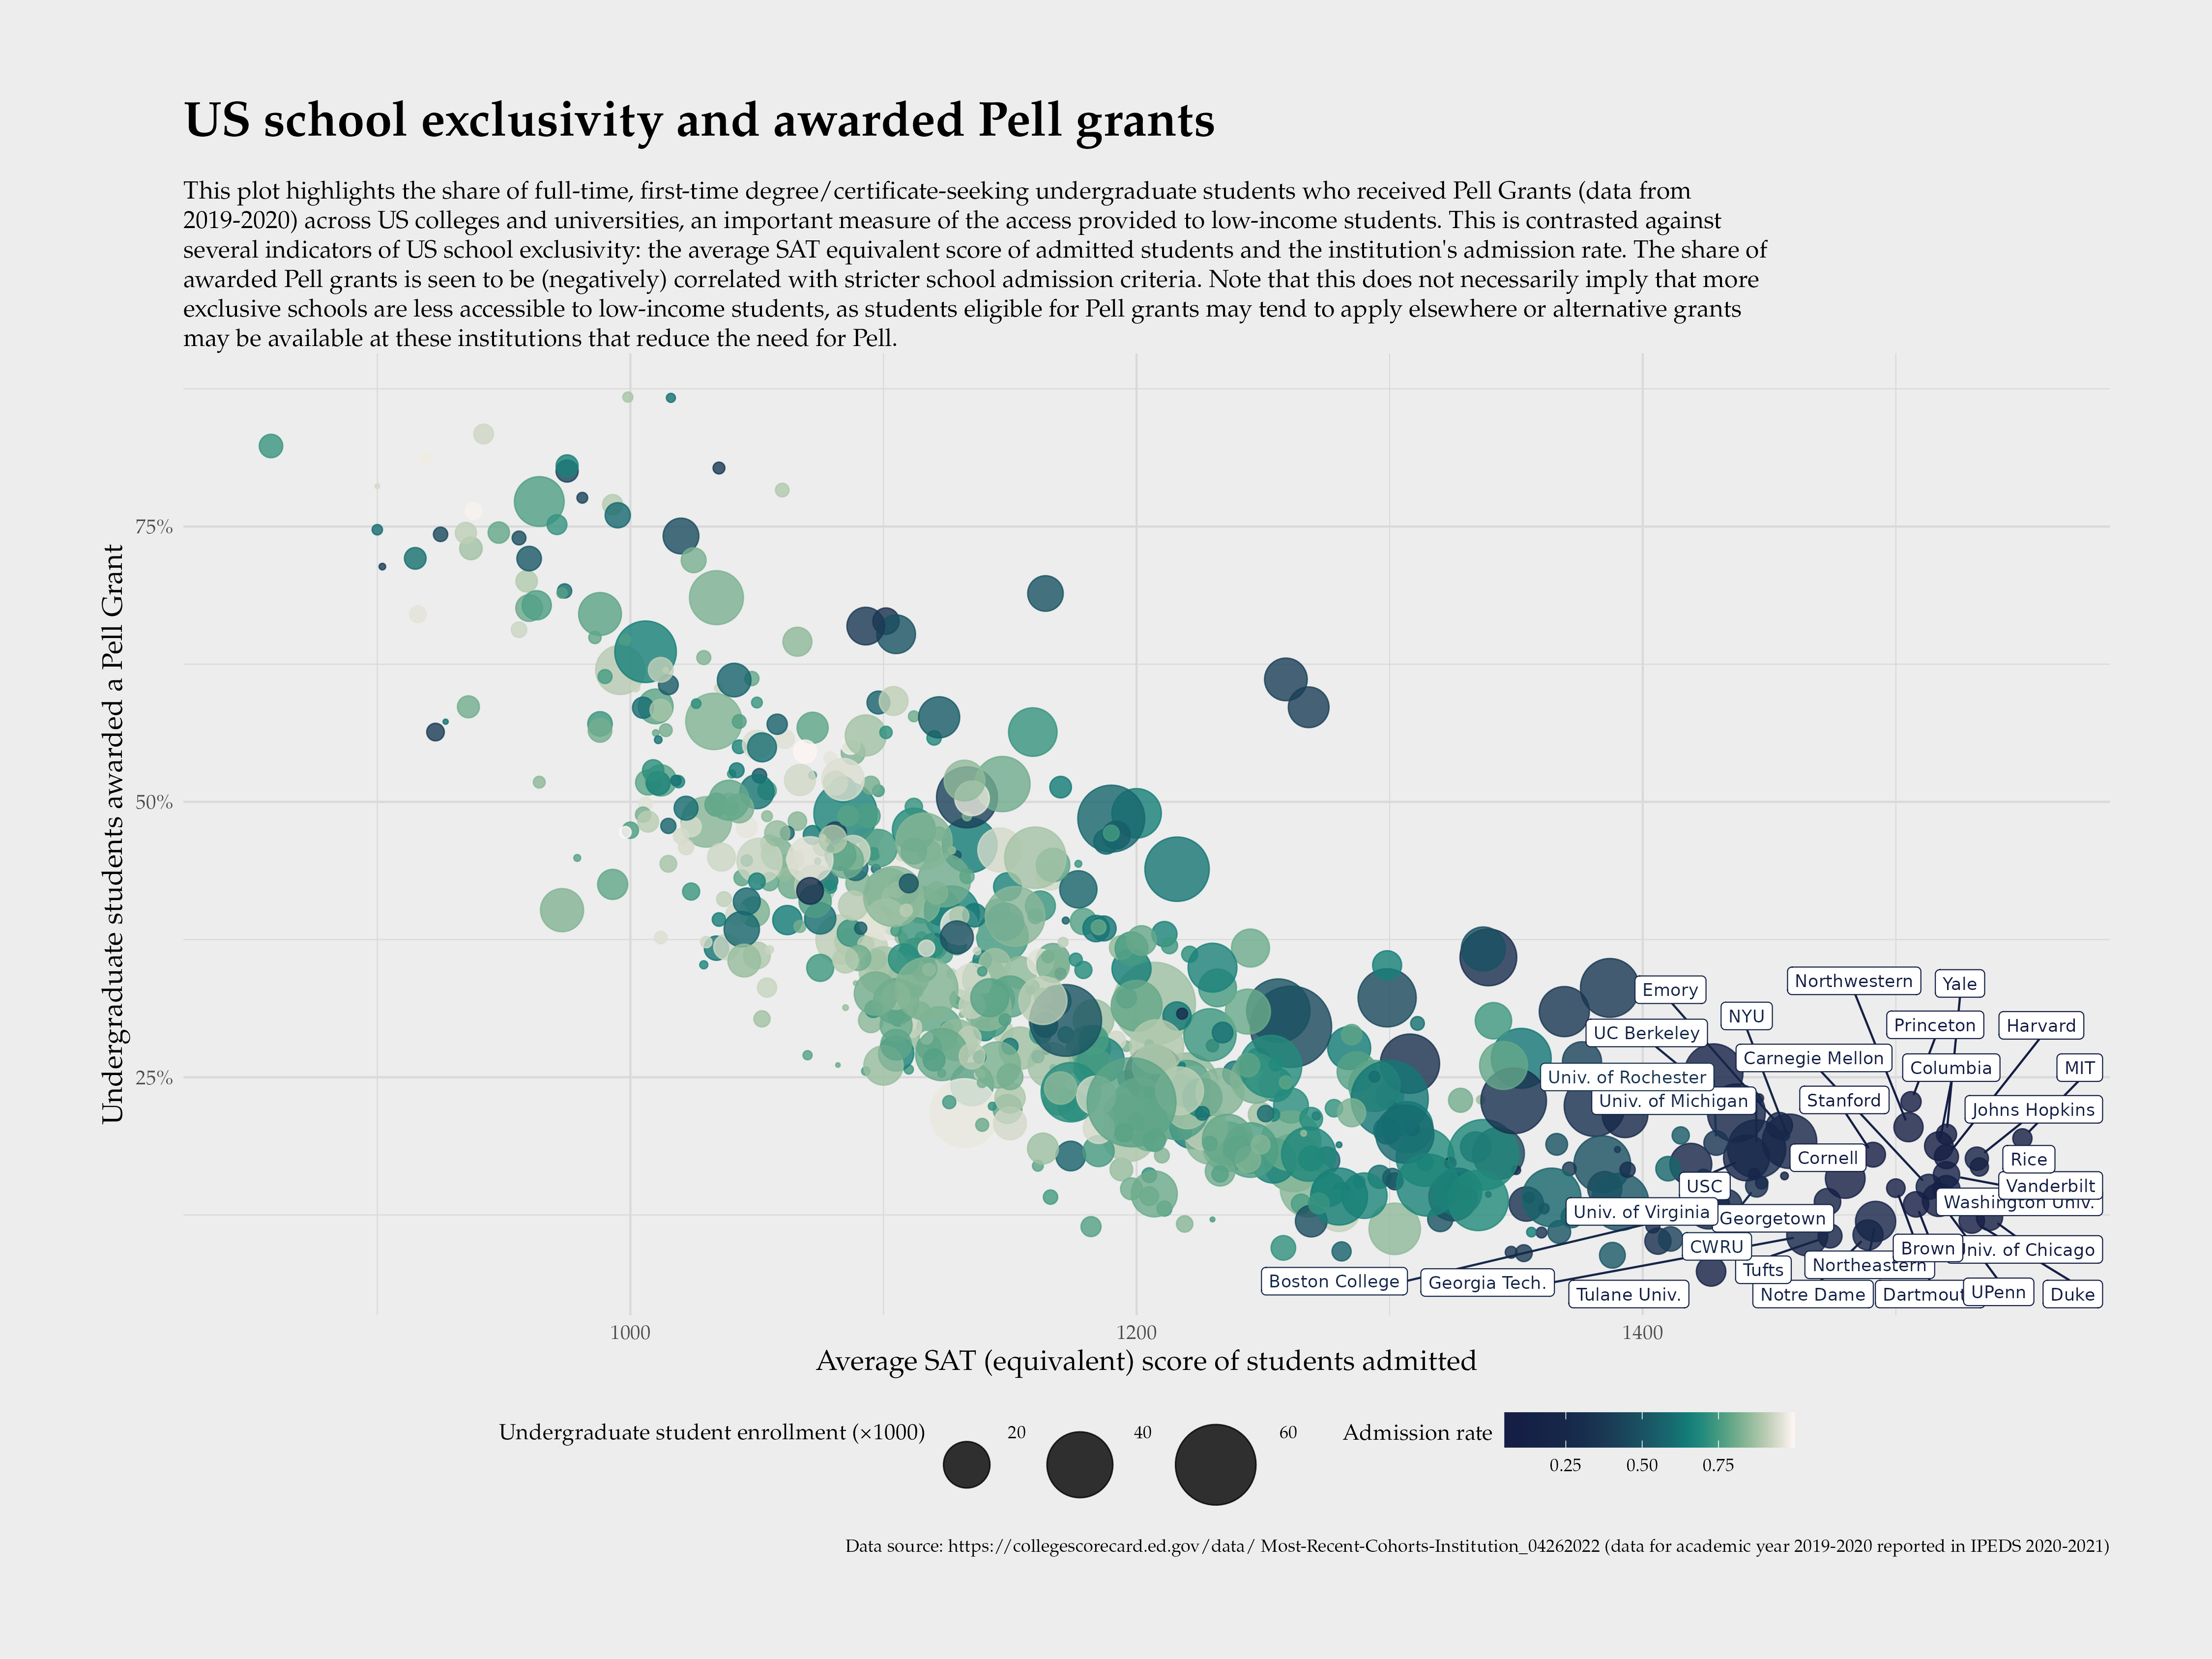 US school exclusivity and awarded Pell grants
This plot highlights the share of full-time, first-time degree/certificate-seeking undergraduate students who received Pell Grants (data from
2019-2020) across US colleges and universities, an important measure of the access provided to low-income students. This is contrasted against
several indicators of US school exclusivity: the average SAT equivalent score of admitted students and the institution's admission rate. The share of
awarded Pell grants is seen to be (negatively) correlated with stricter school admission criteria. Note that this does not necessarily imply that more
exclusive schools are less accessible to low-income students, as students eligible for Pell grants may tend to apply elsewhere or alternative grants
may be available at these institutions that reduce the need for Pell.
Undergraduate students awarded a Pell Grant
75%
50%
25%
Northwestern
Yale
Emory
NYU
Princeton
Harvard
UC Berkeley
Carnegie Mellon
Columbia
MIT
Univ. of Rochester
Univ. of Michigan
Stanford
Johns Hopkins
Cornell
Rice
USC
Vanderbilt
Washington Univ.
Univ. of Virginia
Georgetown
CWRU
Brown
Univ. of Chicago
Northeastern
Tufts
Boston College
Georgia Tech.
Tulane Univ.
Notre Dame
Dartmout
UPenn
Duke
1000
1200
1400
Average SAT (equivalent) score of students admitted
Undergraduate student enrollment (×1000)
20
40
60
Admission rate
0.25
0.50
0.75
Data source: https://collegescorecard.ed.gov/data/ Most-Recent-Cohorts-Institution_04262022 (data for academic year 2019-2020 reported in IPEDS 2020-2021)